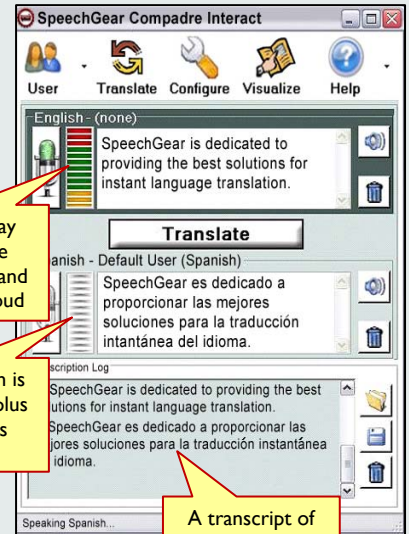 SpeechGear Compadre Interact
User Translate Configure Visualize Help
English - (none)
SpeechGear is dedicated to
providing the best solutions for
instant language translation.
Translate
anish - Default User (Spanish)
SpeechGear es dedicado a
proporcionar las mejores
soluciones para la traducción
intantánea del idioma.
ay
e
and
oud
n is
plus
s
cription Log
SpeechGear is dedicated to providing the best
utions for instant language translation.
SpeechGear es dedicado a proporcionar las
jores soluciones para la traducción instantánea
idioma.
A transcript of
Speaking Spanish...